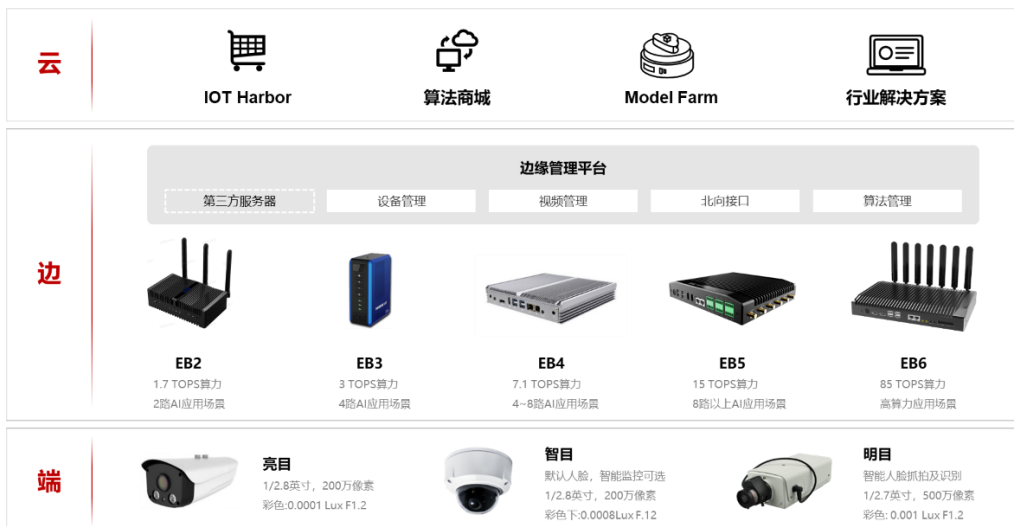 云
IOT Harbor
算法商城
Model Farm
行业解决方案
边
边缘管理平台
第三方服务器
设备管理
视频管理
北向接口
算法管理
EB2
1.7 TOPS算力
2路AI应用场景
EB3
3 TOPS算力
4路AI应用场景
EB4
7.1 TOPS算力
4~8路AI应用场景
EB5
15 TOPS算力
8路以上AI应用场景
EB6
85 TOPS算力
高算力应用场景
端
亮目
1/2.8英寸，200万像素
彩色:0.0001 Lux F1.2
智目
默认人脸，智能监控可选
1/2.8英寸，200万像素
彩色下:0.0008Lux F.12
明目
智能人脸抓拍及识别
1/2.7英寸，500万像素
彩色: 0.001 Lux F1.2